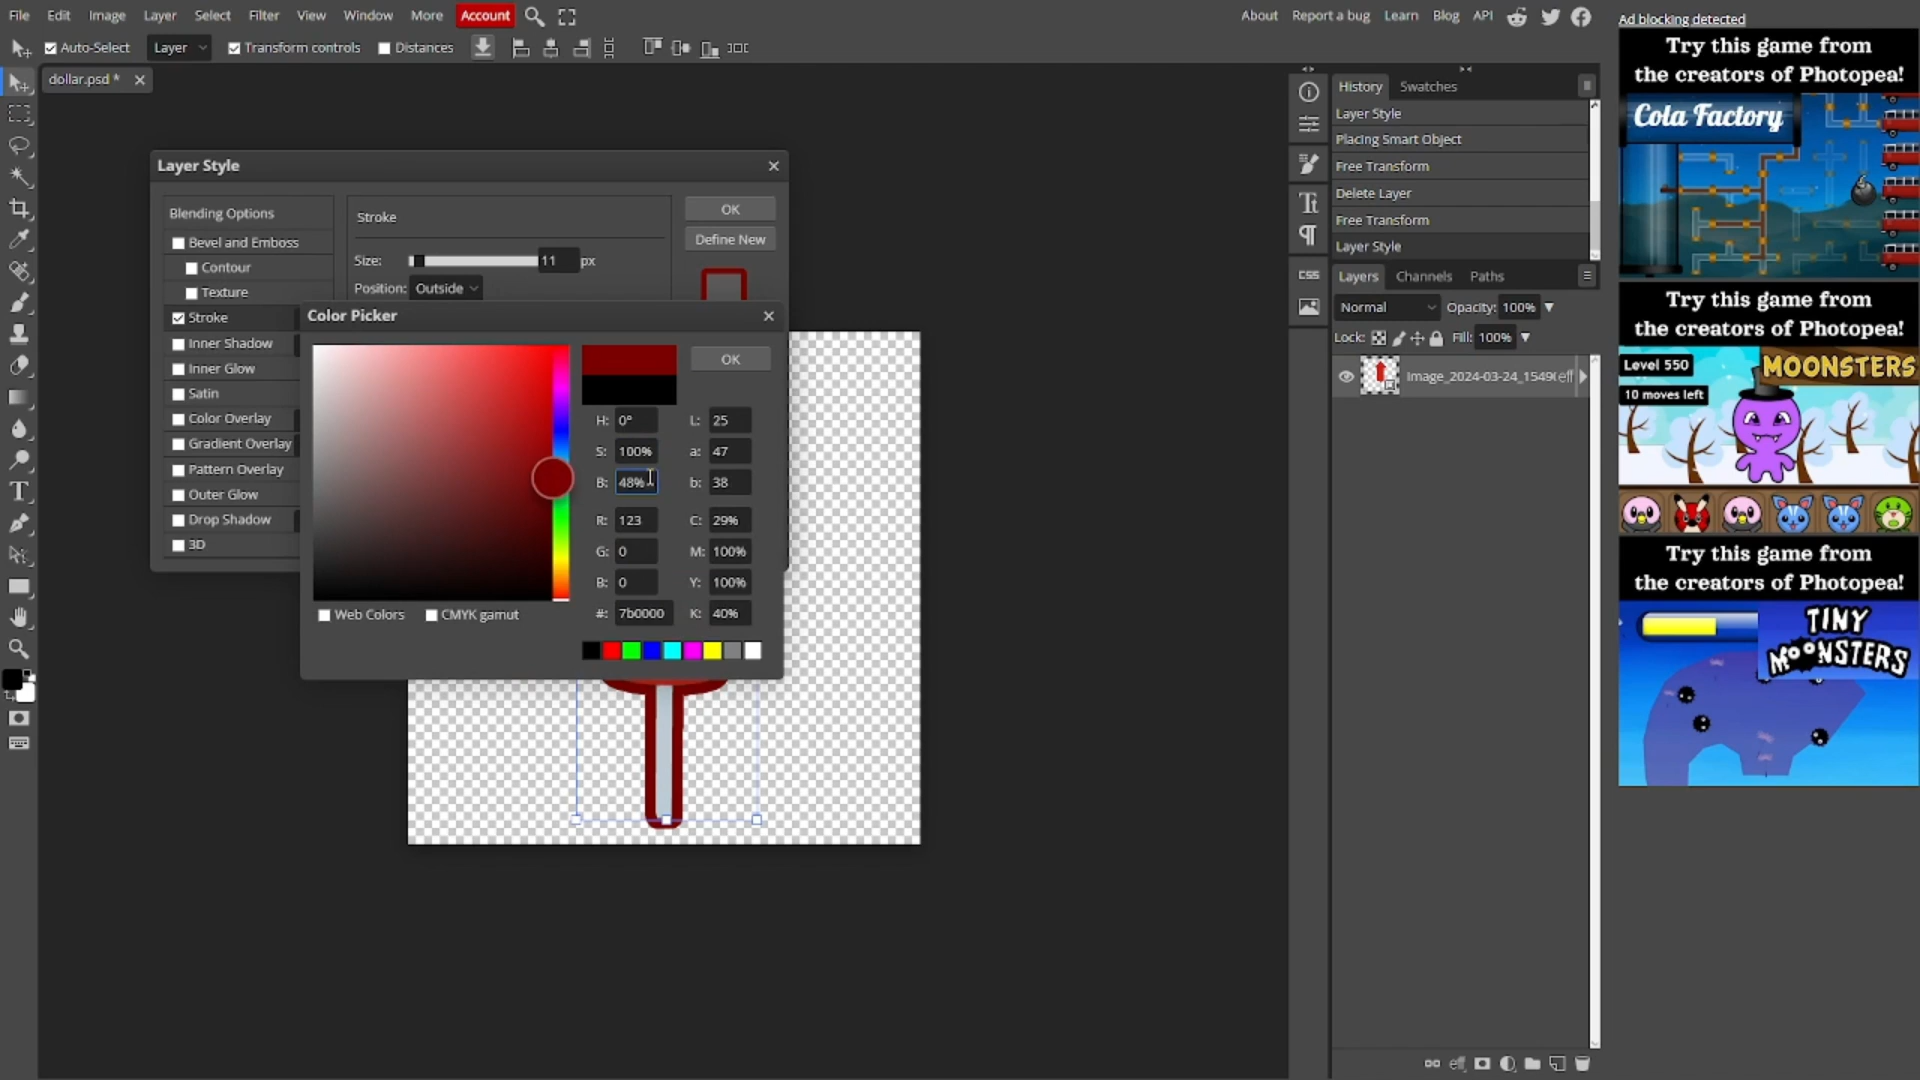 File Edit Image Layer Select Filter View Window More Account
About Report a bug Learn Blog API
Auto-Select Layer Transform controls Distances
dollar.psd *
Layer Style
Blending Options
Bevel and Emboss
Contour
Texture
Stroke
Inner Shadow
Inner Glow
Satin
Color Overlay
Gradient Overlay
Pattern Overlay
Outer Glow
Drop Shadow
3D
Stroke
Size: 11 px
Position: Outside
OK
Define New
Color Picker
OK
H: 0° L: 25
S: 100% a: 47
B: 48% b: 38
R: 123 C: 29%
G: 0 M: 100%
B: 0 Y: 100%
#: 7b0000 K: 40%
Web Colors CMYK gamut
CSS
History Swatches
Layer Style
Placing Smart Object
Free Transform
Delete Layer
Free Transform
Layer Style
Layers Channels Paths
Normal Opacity: 100%
Lock: Fill: 100%
Image_2024-03-24_1549 eff
eff
Ad blocking detected
Try this game from
the creators of Photopea!
Cola Factory
Try this game from
the creators of Photopea!
Level 550 MOONSTERS
10 moves left
Try this game from
the creators of Photopea!
TINY
MOONSTERS